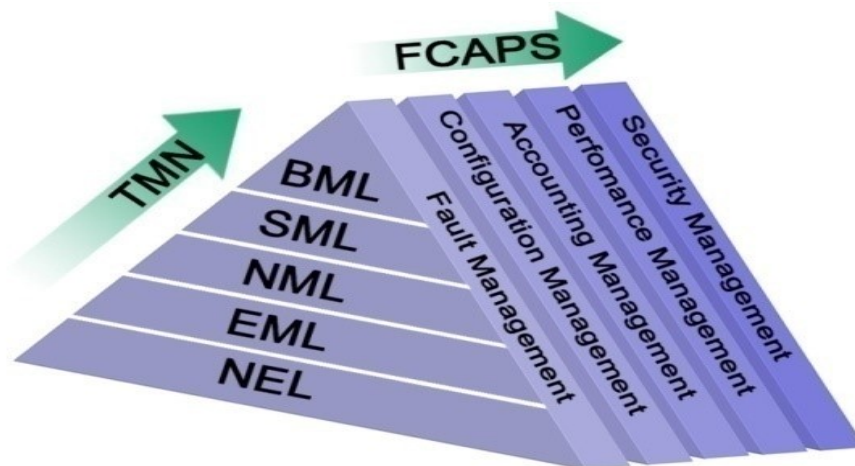 FCAPS
TMN
BML
SML
NML
EML
NEL
Fault Management
Configuration Management
Accounting Management
Perfomance Management
Security Management